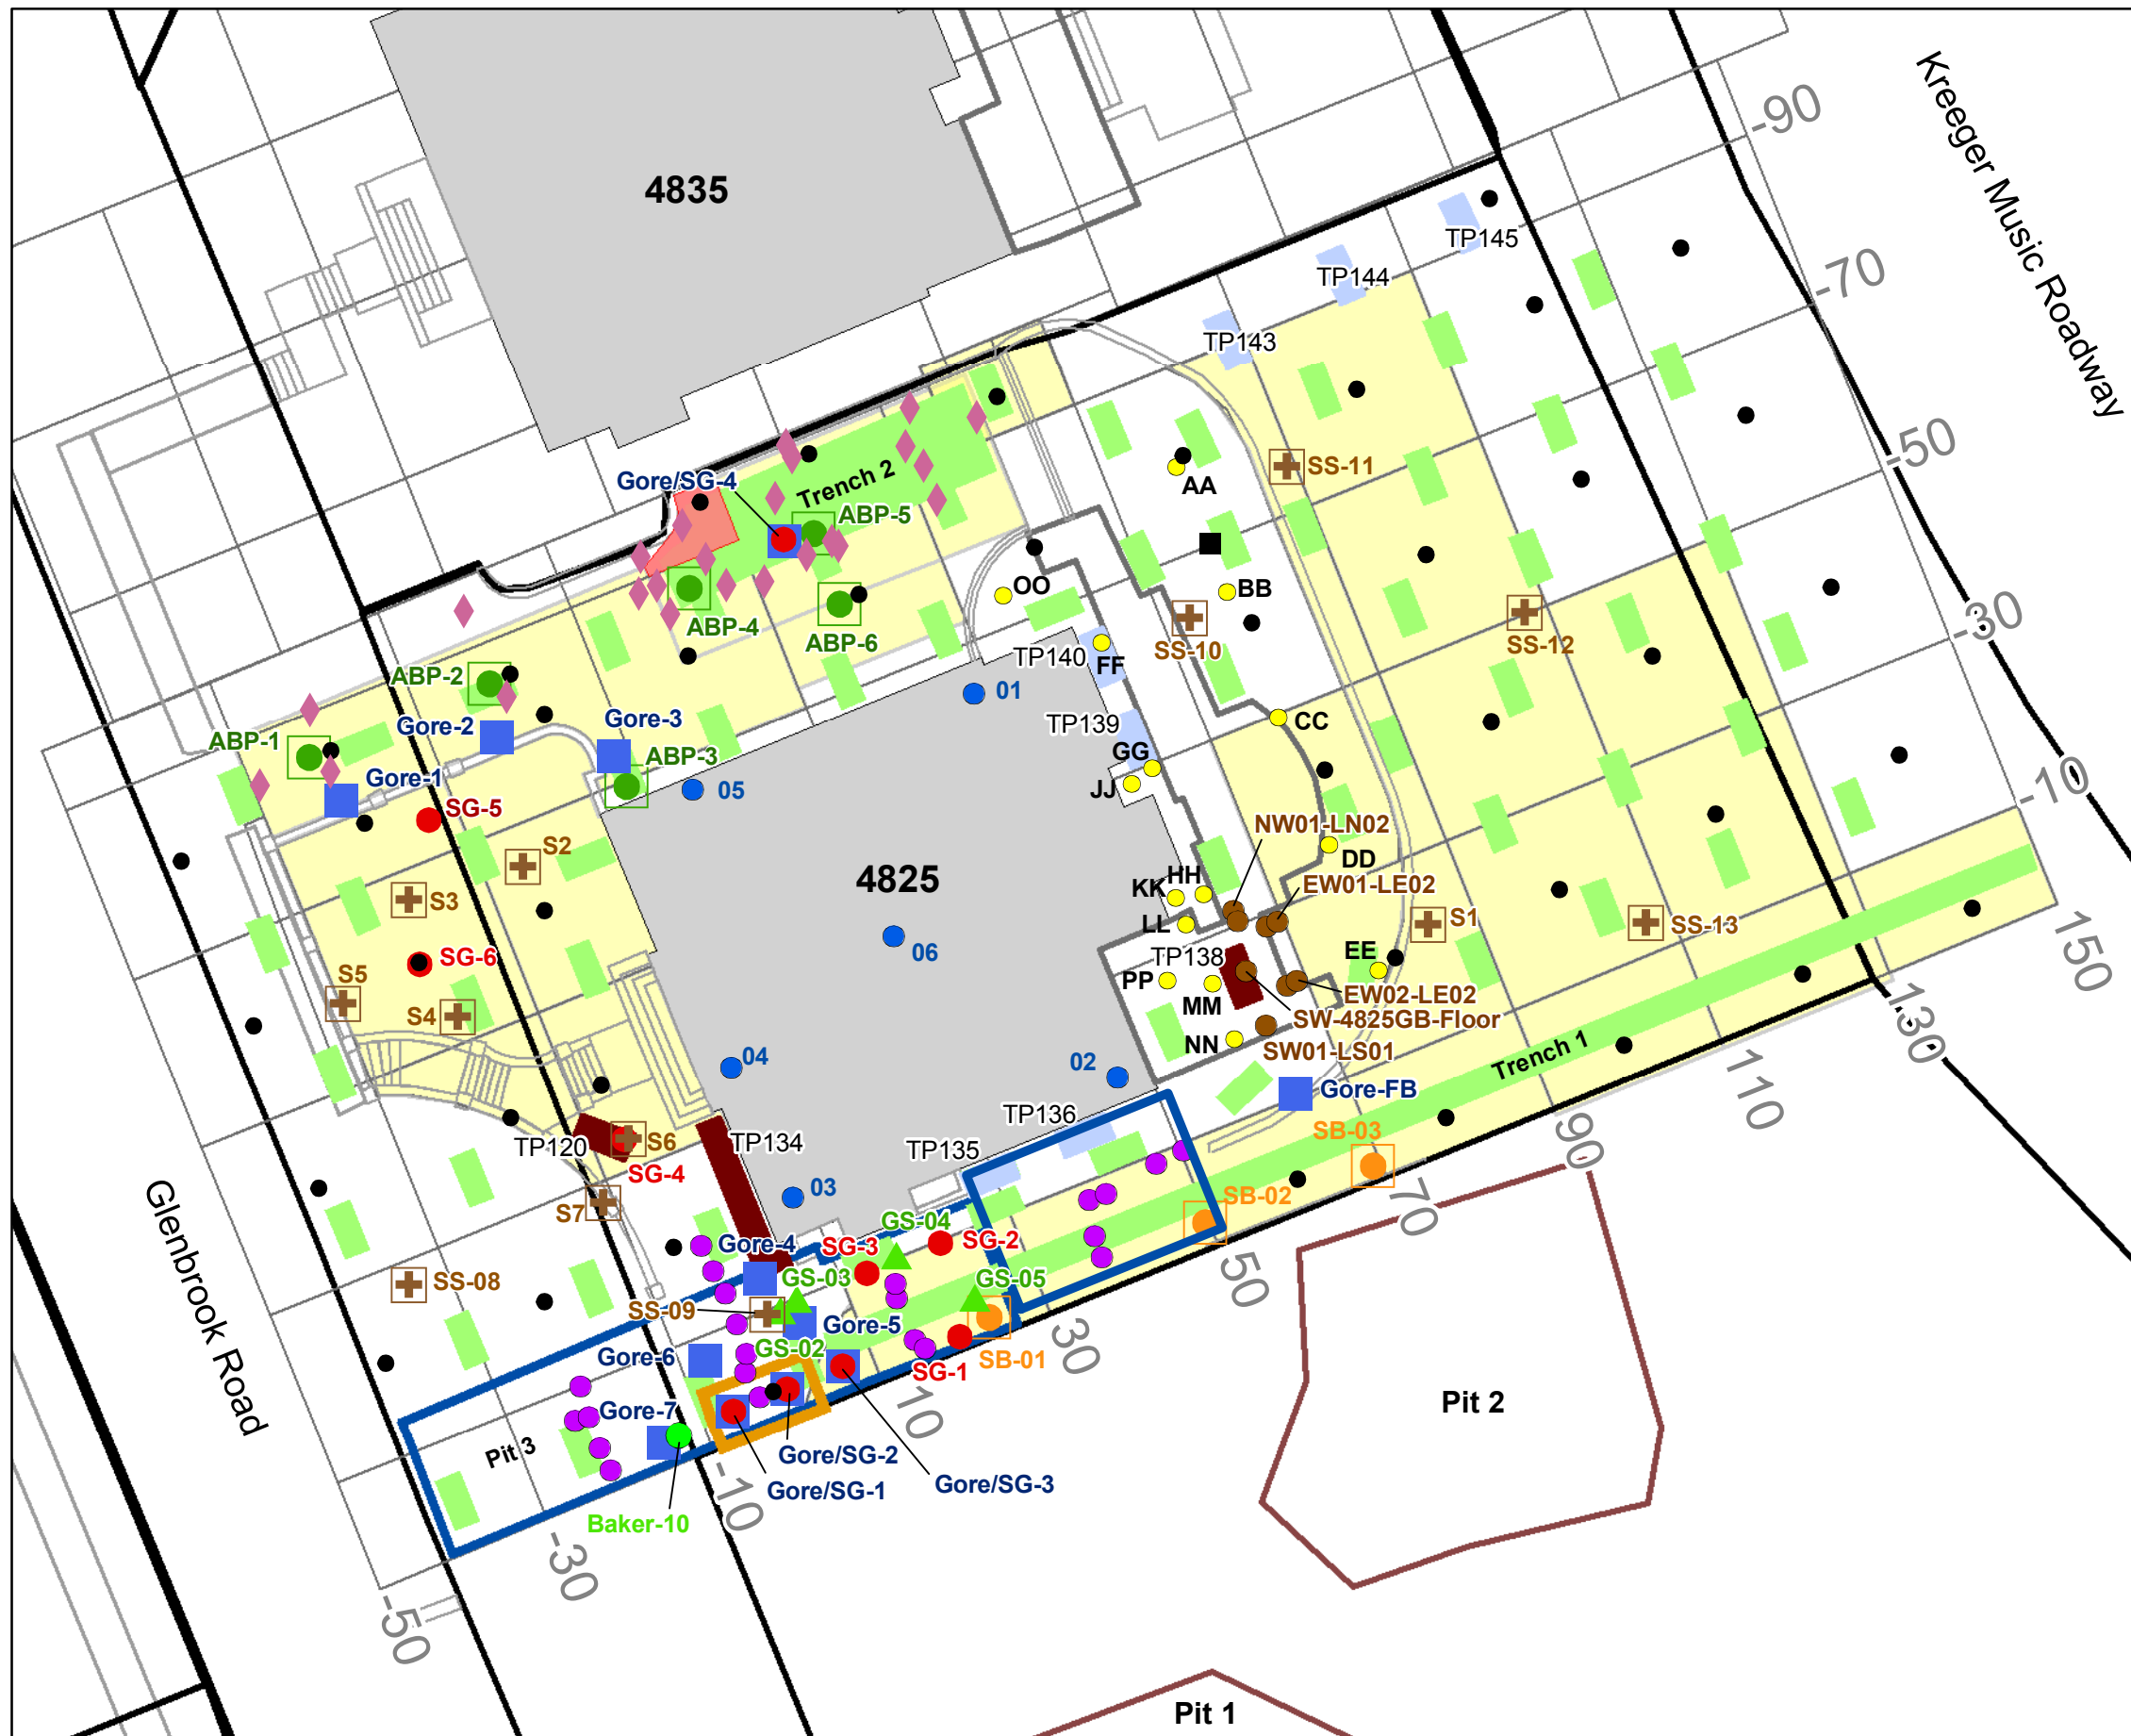 Kreeger Music Roadway
-90
4835
TP145
TP144
-70
TP143
-50
SS-11
Gore/SG-4
Trench 2
AA
ABP-5
OO
BB
-30
ABP-4
ABP-6
SS-10
SS-12
TP140
FF
ABP-2
01
Gore-2
Gore-3
TP139
CC
ABP-1
ABP-3
GG
Gore-1
05
JJ
-10
SG-5
NW01-LN02
S2
DD
4825
HH
KK
EW01-LE02
S3
LL
S1
SS-13
06
SG-6
TP138
EE
150
S5
PP
MM
EW02-LE02
S4
SW-4825GB-Floor
130
NN
SW01-LS01
04
02
Trench 1
110
Gore-FB
TP136
SB-03
90
TP120
S6
TP134
TP135
SG-4
03
SB-02
70
S7
GS-04
Glenbrook Road
Gore-4
SG-3
SG-2
50
SS-08
GS-03
GS-05
SS-09
Gore-5
GS-02
30
Gore-6
SB-01
SG-1
10
Gore-7
Pit 2
Pit 3
Gore/SG-2
Gore/SG-1
Gore/SG-3
-10
Baker-10
-30
-50
Pit 1